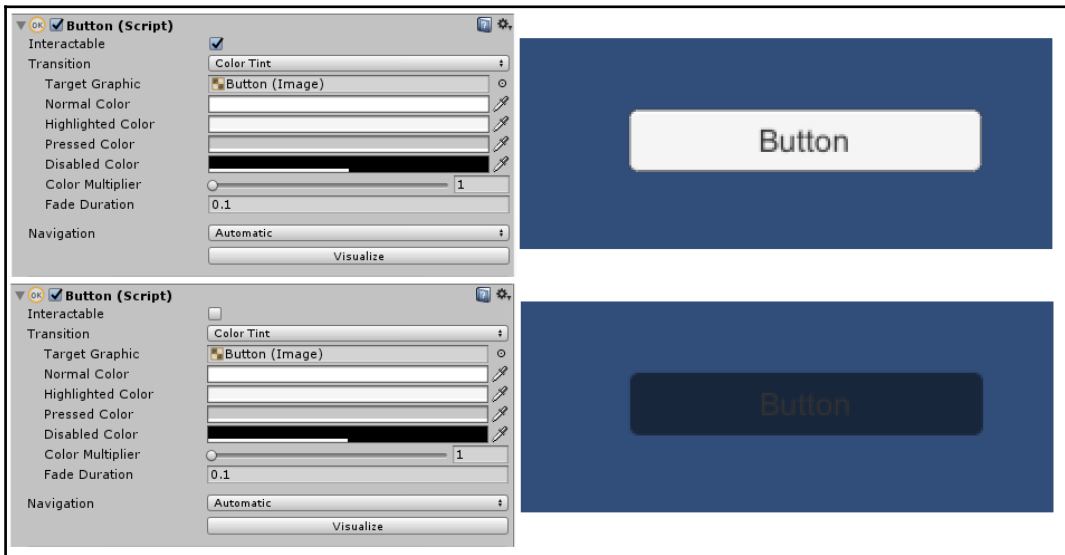 OK Button (Script)
Interactable
Transition Color Tint
Target Graphic Button (Image)
Normal Color
Highlighted Color
Pressed Color
Disabled Color
Color Multiplier 1
Fade Duration 0.1
Navigation Automatic
Visualize
Button
OK Button (Script)
Interactable
Transition Color Tint
Target Graphic Button (Image)
Normal Color
Highlighted Color
Pressed Color
Disabled Color
Color Multiplier 1
Fade Duration 0.1
Navigation Automatic
Visualize
Button